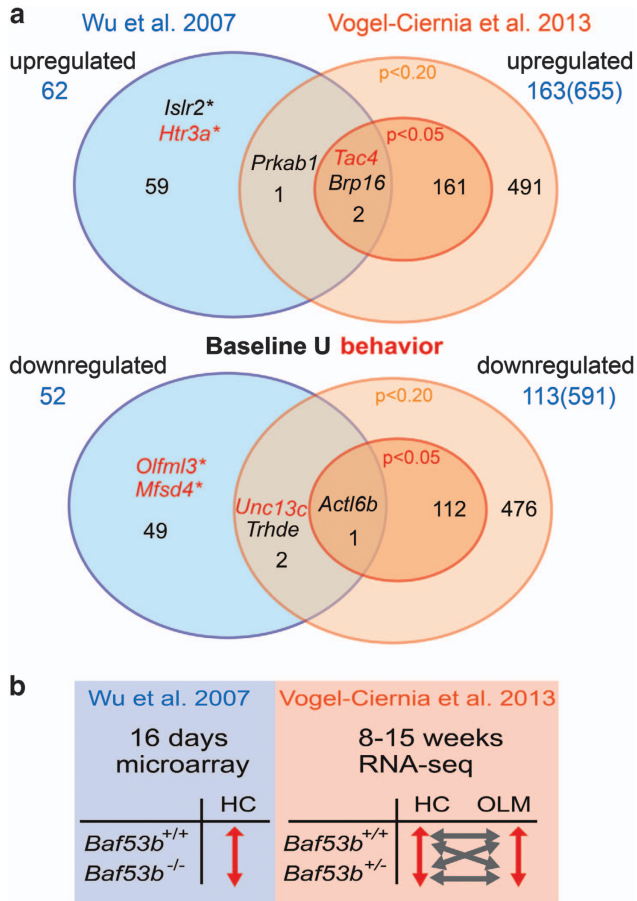 a
Wu et al. 2007
Vogel-Ciernia et al. 2013
upregulated
62
p<0.20
upregulated
163(655)
Islr2*
Htr3a*
59
Prkab1
1
p<0.05
Tac4
Brp16
2
161
491
Baseline U behavior
downregulated
52
p<0.20
downregulated
113(591)
Olfml3*
Mfsd4*
49
Unc13c
Trhde
2
p<0.05
Actl6b
1
112
476
b
Wu et al. 2007
Vogel-Ciernia et al. 2013
16 days
microarray
8-15 weeks
RNA-seq
HC
HC OLM
Baf53b+/+
Baf53b-/-
Baf53b+/+
Baf53b+/-